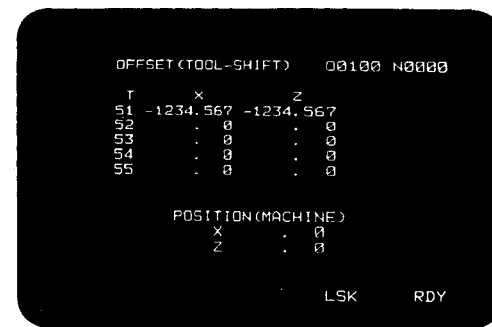 OFFSET(TOOL-SHIFT) O0100 N0000
T X Z
51 -1234.567 -1234.567
52 . 0 . 0
53 . 0 . 0
54 . 0 . 0
55 . 0 . 0
POSITION(MACHINE)
X . 0
Z . 0
LSK RDY